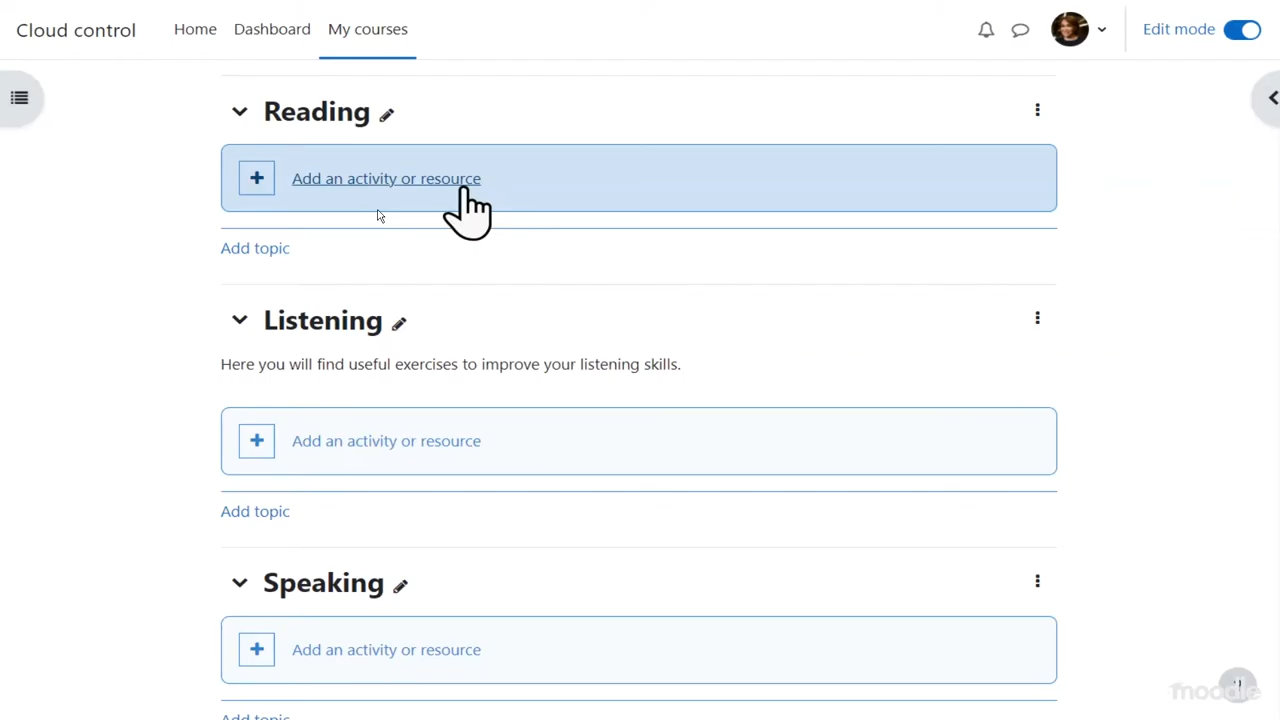 Cloud control Home Dashboard My courses Edit mode
Reading
Add an activity or resource
Add topic
Listening
Here you will find useful exercises to improve your listening skills.
Add an activity or resource
Add topic
Speaking
Add an activity or resource
moodle
Add topic